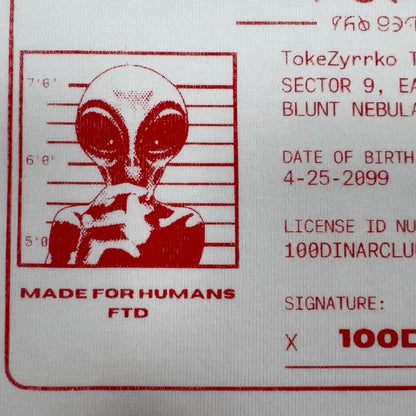 TokeZyrrko
SECTOR 9,
BLUNT NEBULA
DATE OF BIRTH
4-25-2099
LICENSE ID
100DINARCLU
SIGNATURE:
X 100D
7'0"
6'0"
5'0
MADE FOR HUMANS
FTD